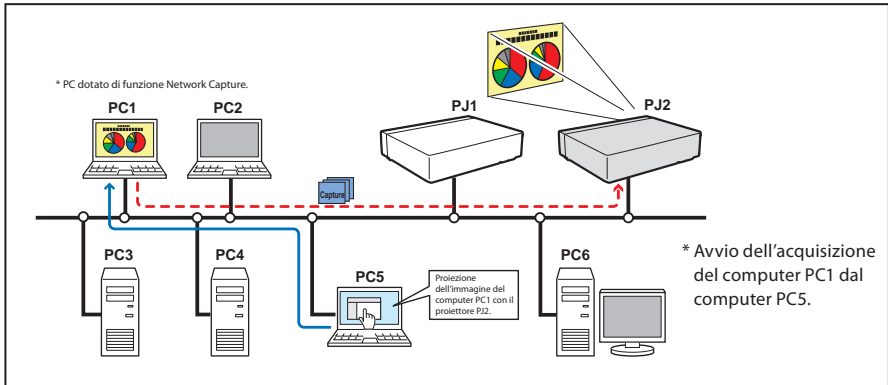 * PC dotato di funzione Network Capture.
PC1
PC2
PJ1
PJ2
Capture
PC3
PC4
PC5
PC6
Proiezione
dell'immagine del
computer PC1 con il
proiettore PJ2.
* Avvio dell'acquisizione
del computer PC1 dal
computer PC5.